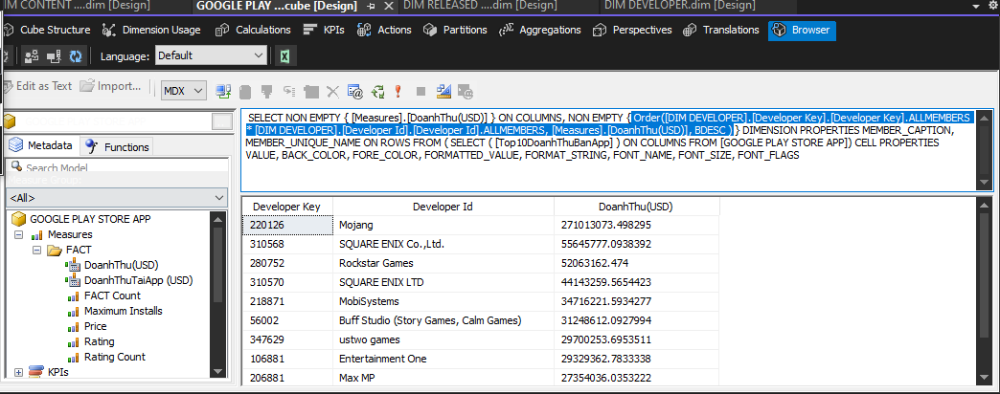 IM CONTENT ....dim [Design] GOOGLE PLAY ...cube [Design] DIM RELEASED ....dim [Design] DIM DEVELOPER.dim [Design]
Cube Structure Dimension Usage Calculations KPIs Actions Partitions Aggregations Perspectives Translations Browser
Language: Default
Edit as Text Import... MDX
SELECT NON EMPTY { [Measures].[DoanhThu(USD)] } ON COLUMNS, NON EMPTY { Order([DIM DEVELOPER].[Developer Key].[Developer Key].ALLMEMBERS
* [DIM DEVELOPER].[Developer Id].[Developer Id].ALLMEMBERS, [Measures].[DoanhThu(USD)], BDESC ) } DIMENSION PROPERTIES MEMBER_CAPTION,
MEMBER_UNIQUE_NAME ON ROWS FROM ( SELECT ( [Top10DoanhThuBanApp] ) ON COLUMNS FROM [GOOGLE PLAY STORE APP]) CELL PROPERTIES
VALUE, BACK_COLOR, FORE_COLOR, FORMATTED_VALUE, FORMAT_STRING, FONT_NAME, FONT_SIZE, FONT_FLAGS
Metadata Functions
Search Model
Measure Group:
<All>
GOOGLE PLAY STORE APP
Measures
FACT
DoanhThu(USD)
DoanhThuTaiApp (USD)
FACT Count
Maximum Installs
Price
Rating
Rating Count
KPIs
Developer Key Developer Id DoanhThu(USD)
220126 Mojang 271013073.498295
310568 SQUARE ENIX Co.,Ltd. 55645777.0938392
280752 Rockstar Games 52063162.474
310570 SQUARE ENIX LTD 44143259.5654423
218871 MobiSystems 34716221.5934277
56002 Buff Studio (Story Games, Calm Games) 31248612.0927994
347629 ustwo games 29700253.6953511
106881 Entertainment One 29329362.7833338
206881 Max MP 27354036.0353222